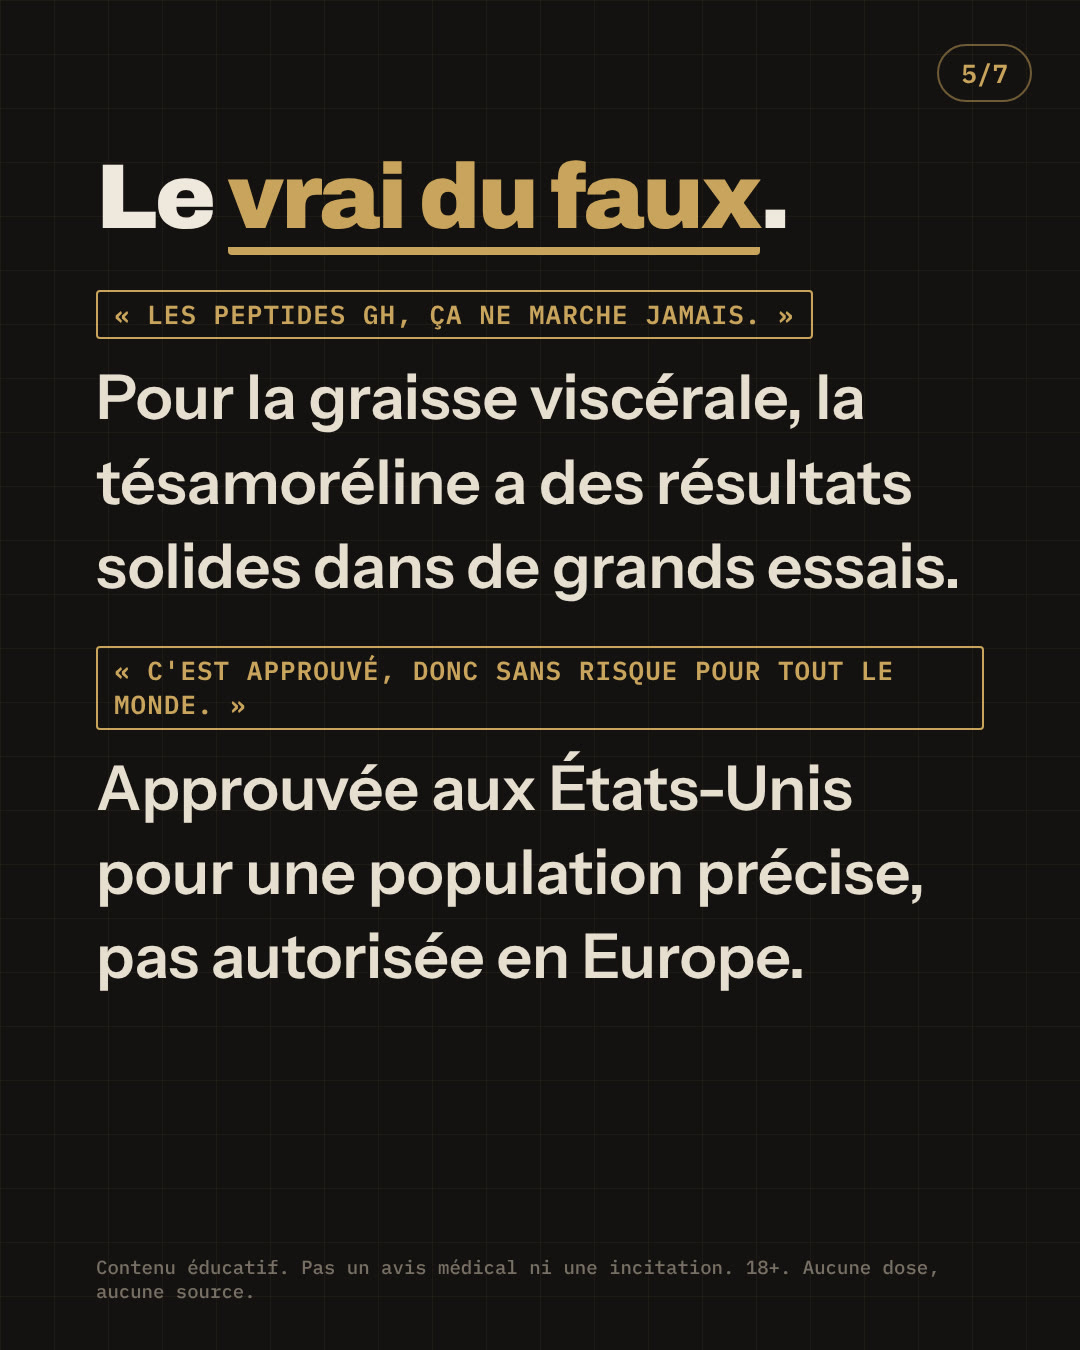 5/7
Le vrai du faux.
« LES PEPTIDES GH, ÇA NE MARCHE JAMAIS. »
Pour la graisse viscérale, la
tésamoréline a des résultats
solides dans de grands essais.
« C'EST APPROUVÉ, DONC SANS RISQUE POUR TOUT LE
MONDE. »
Approuvée aux États-Unis
pour une population précise,
pas autorisée en Europe.
Contenu éducatif. Pas un avis médical ni une incitation. 18+. Aucune dose,
aucune source.